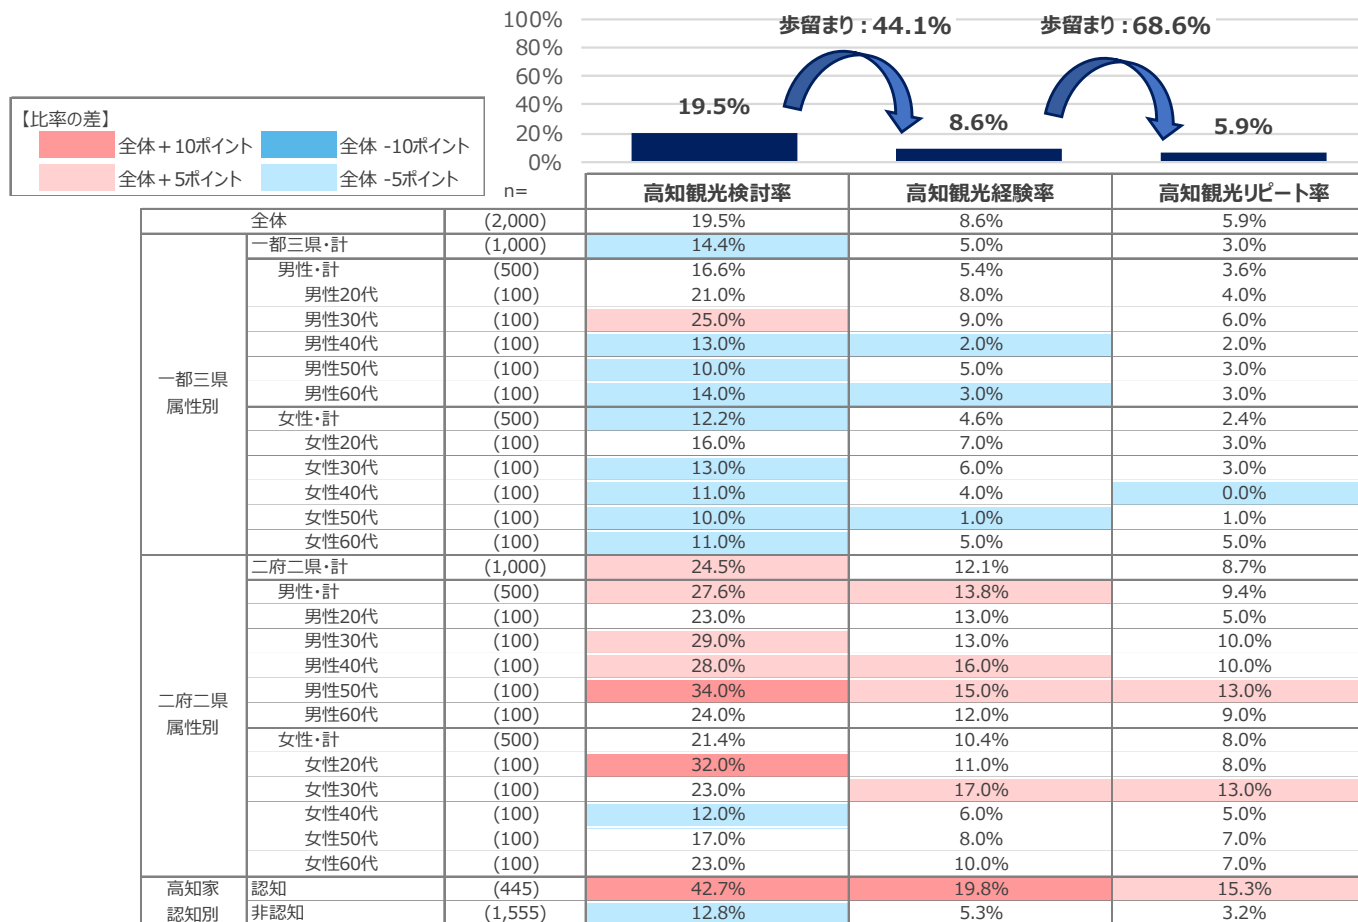 100%
80%
60%
40%
20%
0%
歩留まり：44.1% 歩留まり：68.6%
19.5% 8.6% 5.9%
【比率の差】
全体＋10ポイント 全体 -10ポイント
全体＋5ポイント 全体 -5ポイント
n= 高知観光検討率 高知観光経験率 高知観光リピート率
全体 (2,000) 19.5% 8.6% 5.9%
一都三県属性別
一都三県・計 (1,000) 14.4% 5.0% 3.0%
男性・計 (500) 16.6% 5.4% 3.6%
男性20代 (100) 21.0% 8.0% 4.0%
男性30代 (100) 25.0% 9.0% 6.0%
男性40代 (100) 13.0% 2.0% 2.0%
男性50代 (100) 10.0% 5.0% 3.0%
男性60代 (100) 14.0% 3.0% 3.0%
女性・計 (500) 12.2% 4.6% 2.4%
女性20代 (100) 16.0% 7.0% 3.0%
女性30代 (100) 13.0% 6.0% 3.0%
女性40代 (100) 11.0% 4.0% 0.0%
女性50代 (100) 10.0% 1.0% 1.0%
女性60代 (100) 11.0% 5.0% 5.0%
二府二県属性別
二府二県・計 (1,000) 24.5% 12.1% 8.7%
男性・計 (500) 27.6% 13.8% 9.4%
男性20代 (100) 23.0% 13.0% 5.0%
男性30代 (100) 29.0% 13.0% 10.0%
男性40代 (100) 28.0% 16.0% 10.0%
男性50代 (100) 34.0% 15.0% 13.0%
男性60代 (100) 24.0% 12.0% 9.0%
女性・計 (500) 21.4% 10.4% 8.0%
女性20代 (100) 32.0% 11.0% 8.0%
女性30代 (100) 23.0% 17.0% 13.0%
女性40代 (100) 12.0% 6.0% 5.0%
女性50代 (100) 17.0% 8.0% 7.0%
女性60代 (100) 23.0% 10.0% 7.0%
高知家認知別
認知 (445) 42.7% 19.8% 15.3%
非認知 (1,555) 12.8% 5.3% 3.2%